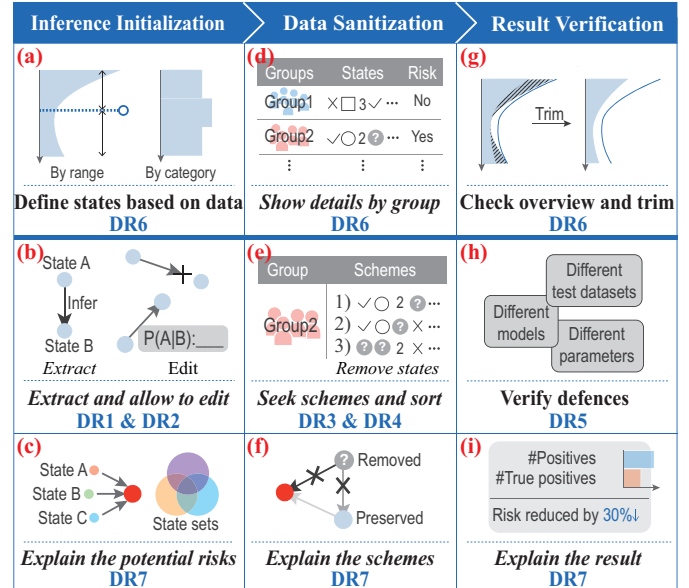 Inference Initialization
Data Sanitization
Result Verification
(a)
By range
By category
Define states based on data
DR6
(d)
Groups States Risk
Group1 ×□3✓··· No
Group2 ✓○2?··· Yes
Show details by group
DR6
(g)
Trim
Check overview and trim
DR6
(b)
State A
Infer
State B
P(A|B):___
Extract
Edit
Extract and allow to edit
DR1 & DR2
(e)
Group Schemes
Group2
1) ✓○2?···
2) ✓○?×···
3) ??2×···
Remove states
Seek schemes and sort
DR3 & DR4
(h)
Different
test datasets
Different
models
Different
parameters
Verify defences
DR5
(c)
State A
State B
State C
State sets
Explain the potential risks
DR7
(f)
? Removed
Preserved
Explain the schemes
DR7
(i)
#Positives
#True positives
Risk reduced by 30%↓
Explain the result
DR7